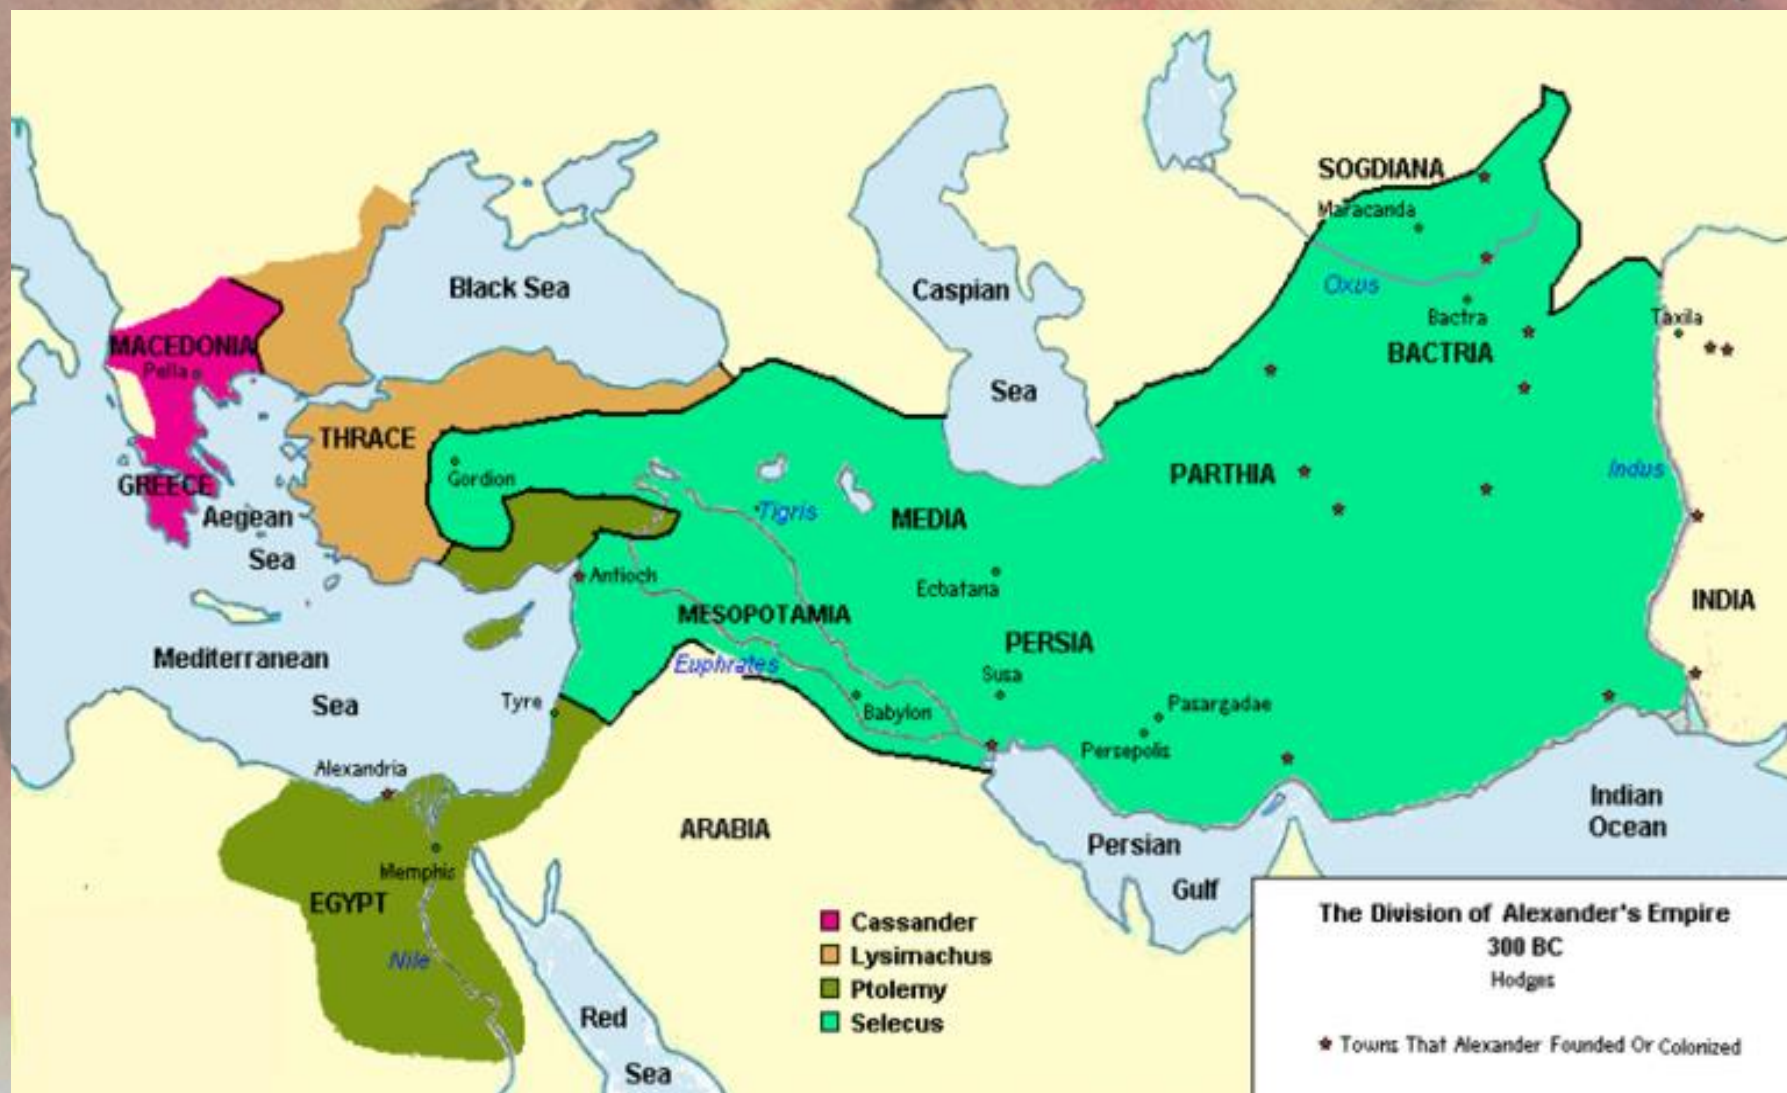 SOGDIANA
Maracanda
Black Sea
Caspian
Sea
Oxus
Bactra
Taxila
MACEDONIA
Pella
BACTRIA
THRACE
Gordion
PARTHIA
Indus
GREECE
Aegean
Sea
Tigris
MEDIA
Antioch
Ecbatana
INDIA
MESOPOTAMIA
PERSIA
Mediterranean
Sea
Euphrates
Susa
Tyre
Babylon
Pasargadae
Persepolis
Alexandria
Indian
Ocean
ARABIA
Persian
Gulf
Memphis
EGYPT
Nile
Red
Sea
Cassander
Lysimachus
Ptolemy
Selecus
The Division of Alexander's Empire
300 BC
Hodges
Towns That Alexander Founded Or Colonized